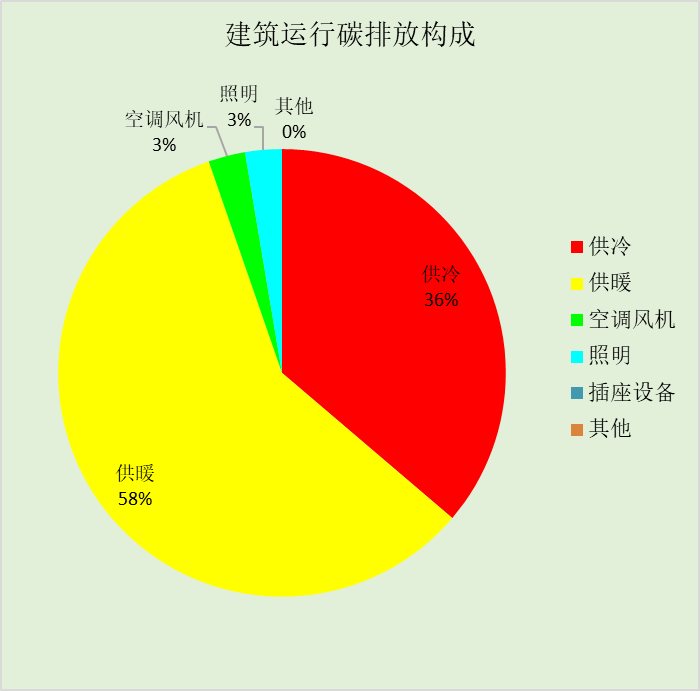 建筑运行碳排放构成
照明
3%
其他
0%
空调风机
3%
供冷
36%
供暖
58%
供冷
供暖
空调风机
照明
插座设备
其他